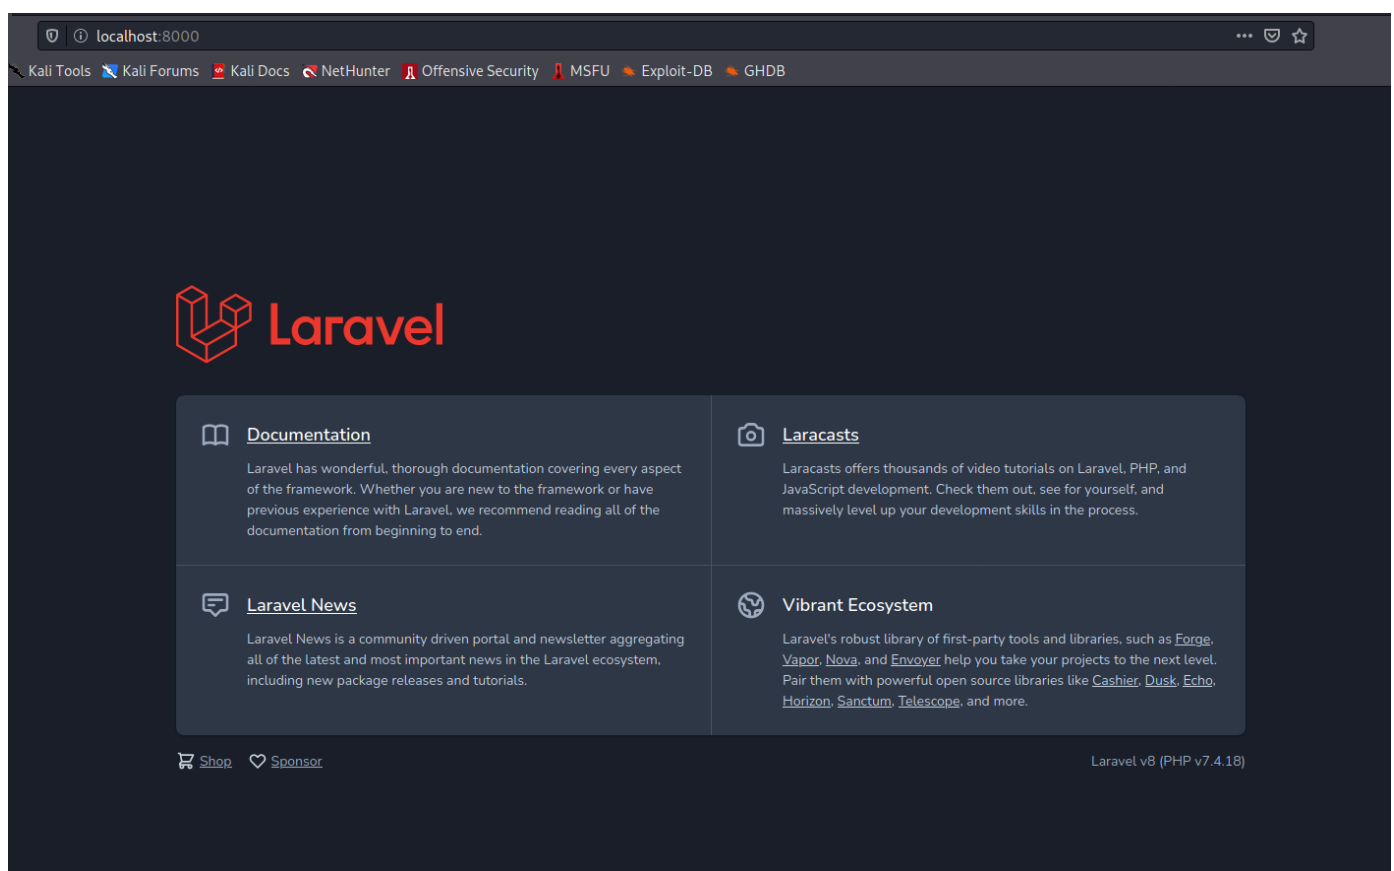 localhost:8000
Kali Tools Kali Forums Kali Docs NetHunter Offensive Security MSFU Exploit-DB GHDB
Laravel
Documentation
Laravel has wonderful, thorough documentation covering every aspect
of the framework. Whether you are new to the framework or have
previous experience with Laravel, we recommend reading all of the
documentation from beginning to end.
Laracasts
Laracasts offers thousands of video tutorials on Laravel, PHP, and
JavaScript development. Check them out, see for yourself, and
massively level up your development skills in the process.
Laravel News
Laravel News is a community driven portal and newsletter aggregating
all of the latest and most important news in the Laravel ecosystem,
including new package releases and tutorials.
Vibrant Ecosystem
Laravel's robust library of first-party tools and libraries, such as Forge,
Vapor, Nova, and Envoyer help you take your projects to the next level.
Pair them with powerful open source libraries like Cashier, Dusk, Echo,
Horizon, Sanctum, Telescope, and more.
Shop Sponsor
Laravel v8 (PHP v7.4.18)